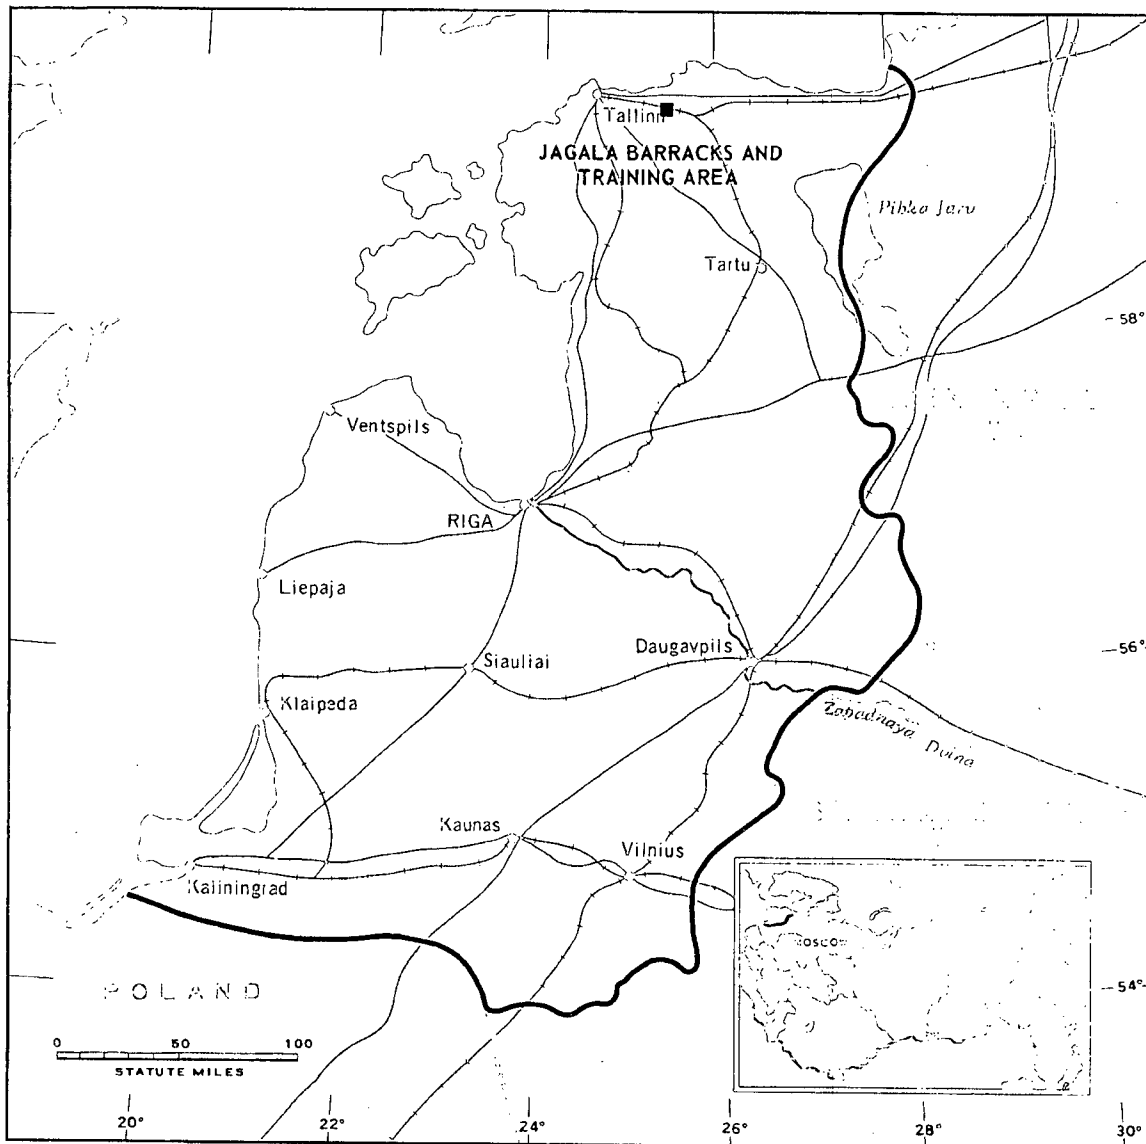 Tallinn
JAGALA BARRACKS AND
TRAINING AREA
Pihka Jarv
Tartu
58°
Ventspils
RIGA
Liepaja
Daugavpils
56°
Siauliai
Klaipeda
Zapadnaya Dvina
Kaunas
Vilnius
Kaliningrad
MOSCOW
POLAND
54°
0 50 100
STATUTE MILES
20° 22° 24° 26° 28° 30°